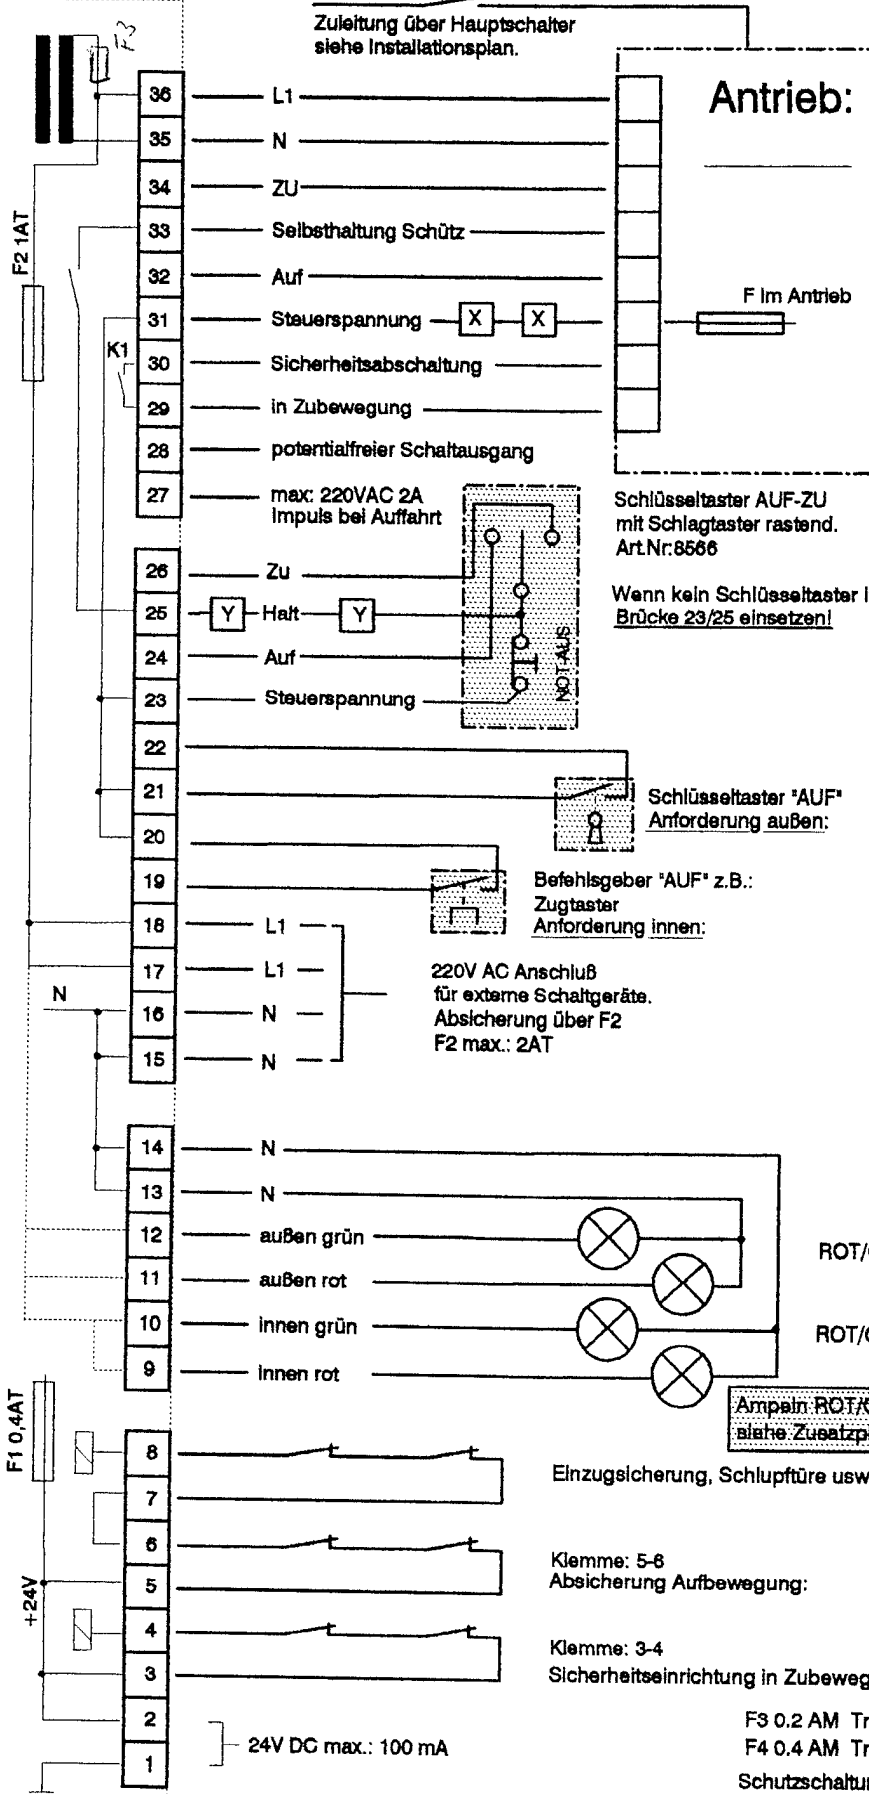 Zuleitung über Hauptschalter
siehe Installationsplan.
F3
Antrieb:
36 L1
35 N
34 ZU
33 Selbsthaltung Schütz
32 Auf
31 Steuerspannung X X
F im Antrieb
F2 1AT
K1
30 Sicherheitsabschaltung
29 in Zubewegung
28 potentialfreier Schaltausgang
27 max: 220VAC 2A
Impuls bei Auffahrt
Schlüsseltaster AUF-ZU
mit Schlagtaster rastend.
Art.Nr:8566
26 Zu
25 Y Halt Y
24 Auf
23 Steuerspannung
NOT-AUS
Wenn kein Schlüsseltaster
Brücke 23/25 einsetzen!
22
21
20
19
Schlüsseltaster "AUF"
Anforderung außen:
Befehlsgeber "AUF" z.B.:
Zugtaster
Anforderung innen:
18 L1
17 L1
16 N
15 N
N
220V AC Anschluß
für externe Schaltgeräte.
Absicherung über F2
F2 max.: 2AT
14 N
13 N
12 außen grün
11 außen rot
10 innen grün
9 innen rot
ROT/
ROT/
Ampeln ROT/
siehe Zusatzp
F1 0,4AT
8
7
6
5
4
3
2
1
+24V
Einzugsicherung, Schlupftüre usw
Klemme: 5-6
Absicherung Aufbewegung:
Klemme: 3-4
Sicherheitseinrichtung in Zubeweg
24V DC max.: 100 mA
F3 0.2 AM Tr
F4 0.4 AM Tr
Schutzschaltu